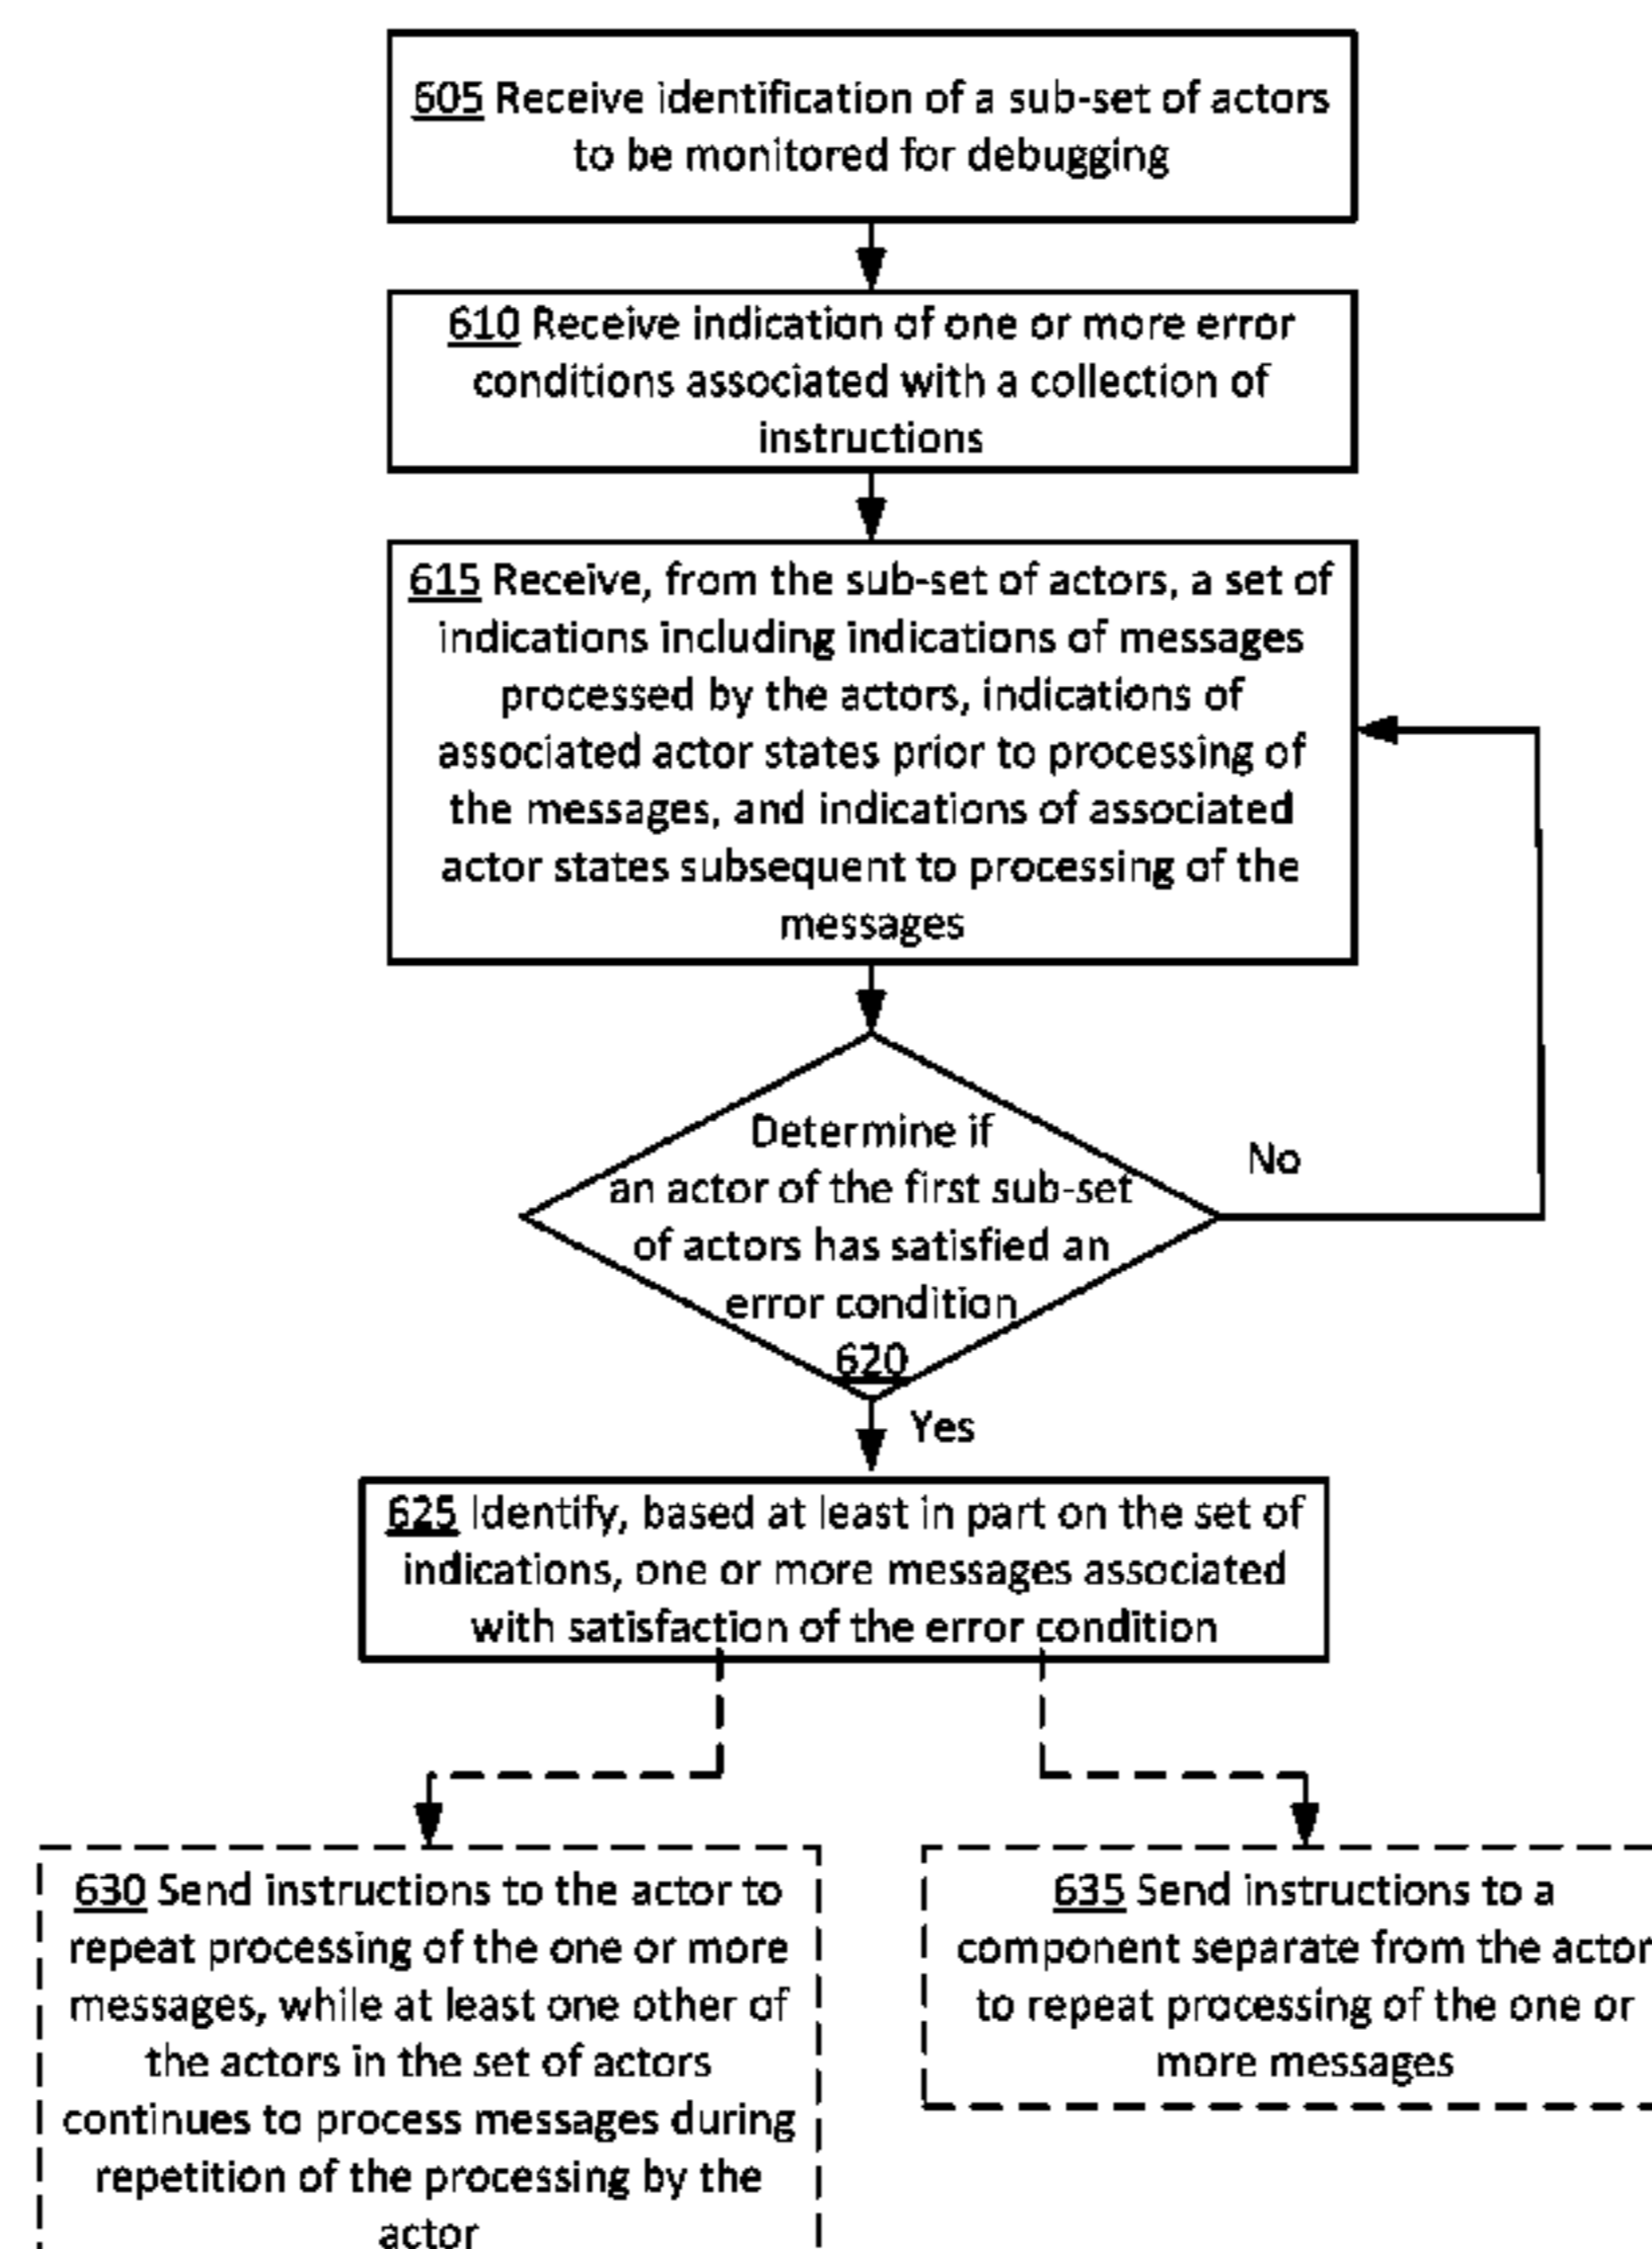 605 Receive identification of a sub-set of actors
to be monitored for debugging
610 Receive indication of one or more error
conditions associated with a collection of
instructions
615 Receive, from the sub-set of actors, a set of
indications including indications of messages
processed by the actors, indications of
associated actor states prior to processing of
the messages, and indications of associated
actor states subsequent to processing of the
messages
Determine if
an actor of the first sub-set
of actors has satisfied an
error condition
620
No
Yes
625 Identify, based at least in part on the set of
indications, one or more messages associated
with satisfaction of the error condition
630 Send instructions to the actor to
repeat processing of the one or more
messages, while at least one other of
the actors in the set of actors
continues to process messages during
repetition of the processing by the
actor
635 Send instructions to a
component separate from the actor
to repeat processing of the one or
more messages